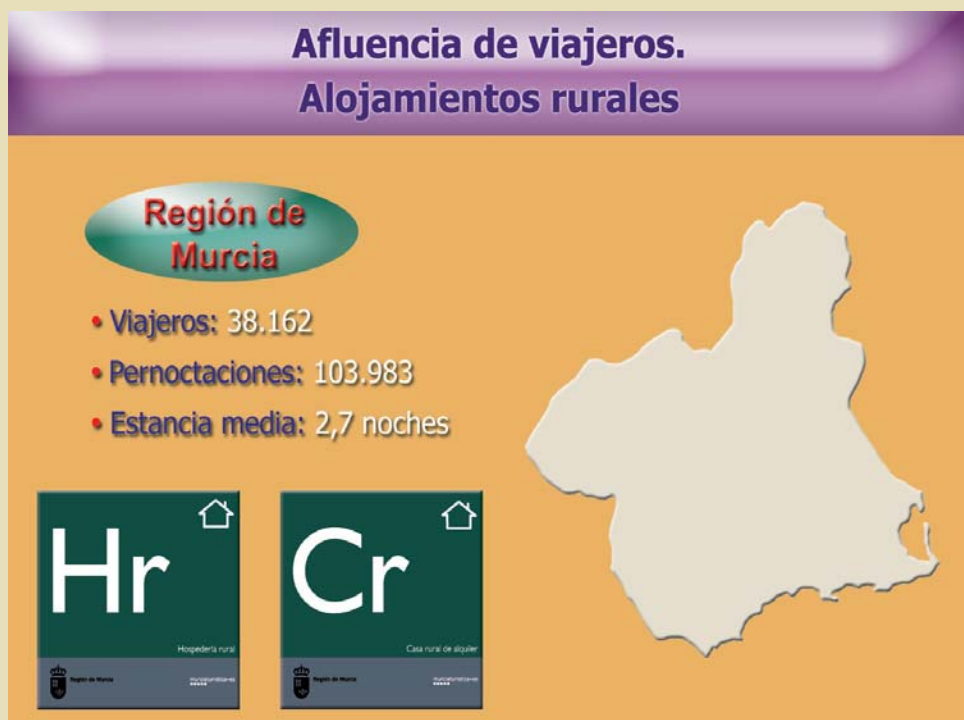 Afluencia de viajeros.
Alojamientos rurales
Región de
Murcia
• Viajeros: 38.162
• Pernoctaciones: 103.983
• Estancia media: 2,7 noches
Hr
Hospedería rural
Región de Murcia
Cr
Casa rural de alquiler
Región de Murcia